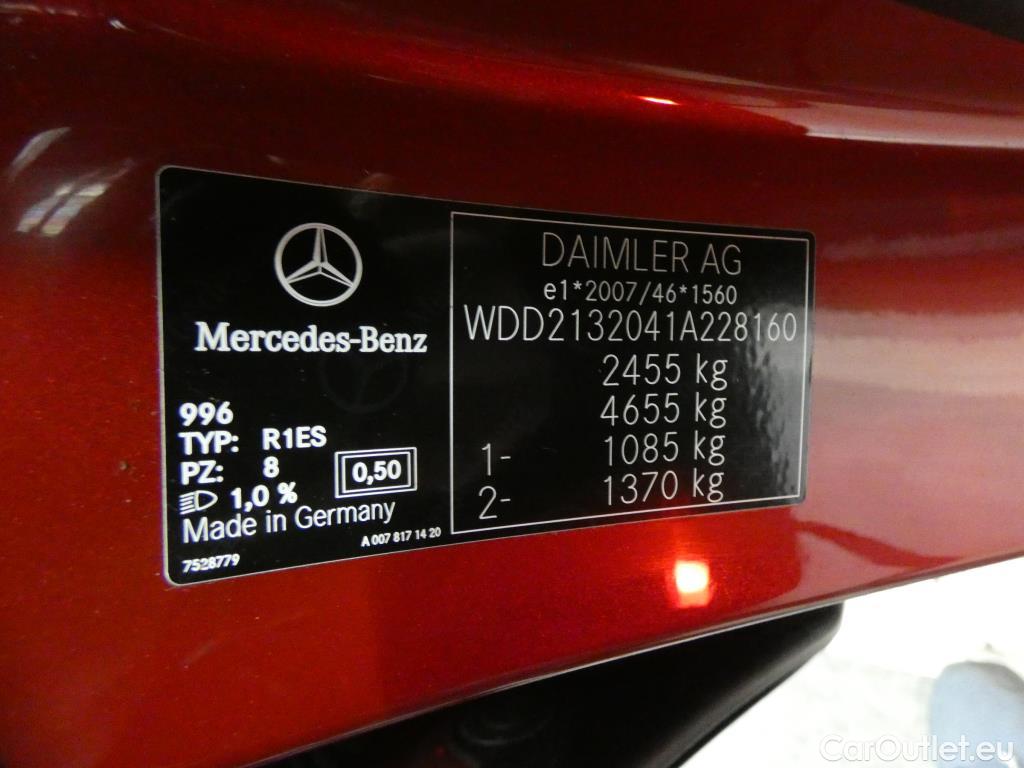 Mercedes-Benz
996
TYP: R1ES
PZ: 8
0,50
1,0 %
Made in Germany
A 007 817 14 20
7528779
DAIMLER AG
e1*2007/46*1560
WDD2132041A228160
2455 kg
4655 kg
1- 1085 kg
2- 1370 kg
CarOutlet.eu